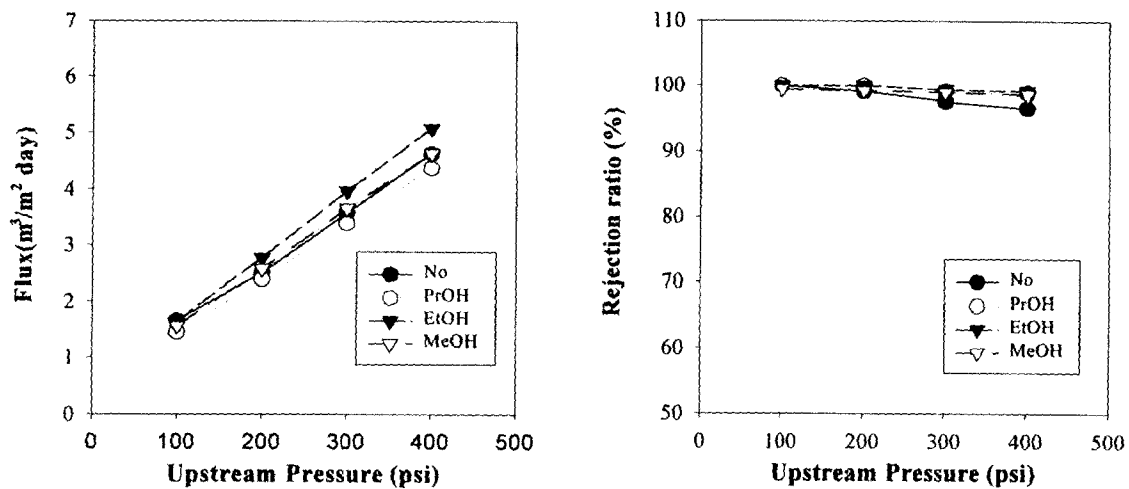 7
6
5
4
3
2
1
0
Flux(m³/m² day)
No
PrOH
EtOH
MeOH
0 100 200 300 400 500
Upstream Pressure (psi)
110
100
90
80
70
60
50
Rejection ratio (%)
No
PrOH
EtOH
MeOH
0 100 200 300 400 500
Upstream Pressure (psi)